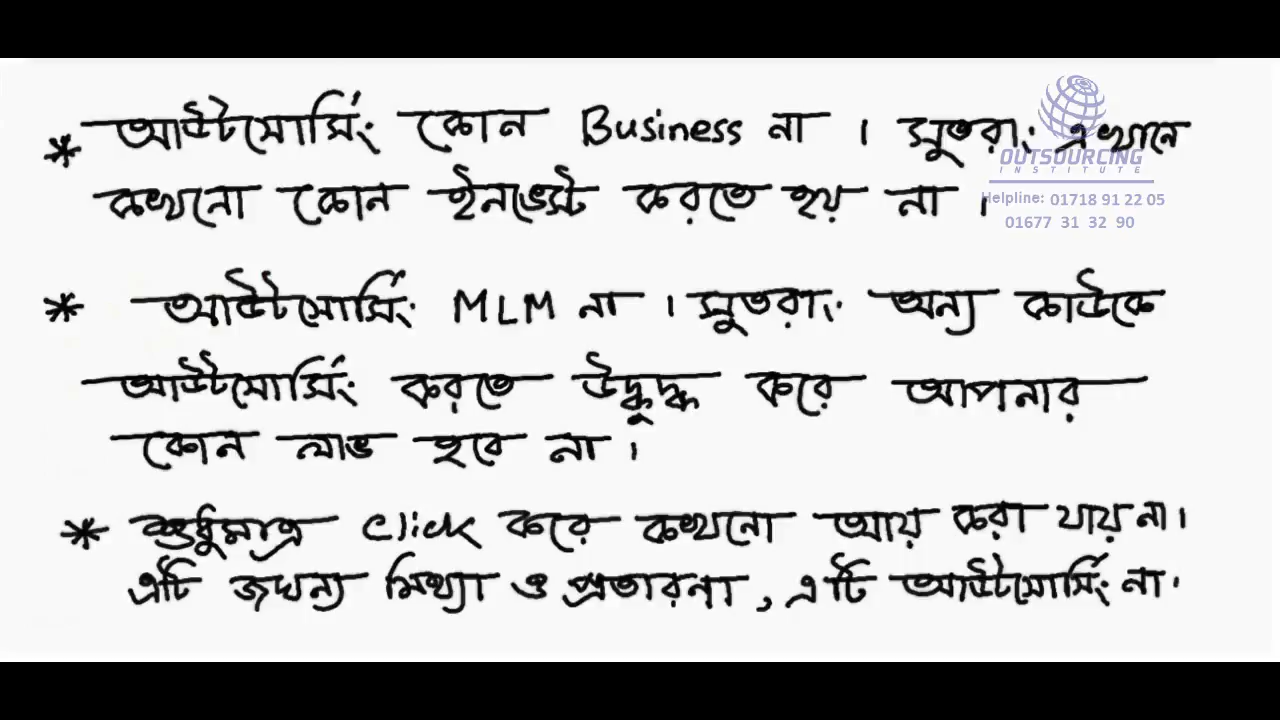 * আউটসোর্সিং কোন Business না । সুতরাং এখানে
কখনো কোন ইনভেস্ট করতে হয় না ।
* আউটসোর্সিং MLM না । সুতরাং অন্য কাউকে
আউটসোর্সিং করতে উদ্বুদ্ধ করে আপনার
কোন লাভ হবে না ।
* শুধুমাত্র Click করে কখনো আয় করা যায় না ।
এটি জঘন্য মিথ্যা ও প্রতারনা , এটি আউটসোর্সিং না ।
OUTSOURCING
INSTITUTE
Helpline: 01718 91 22 05
01677 31 32 90